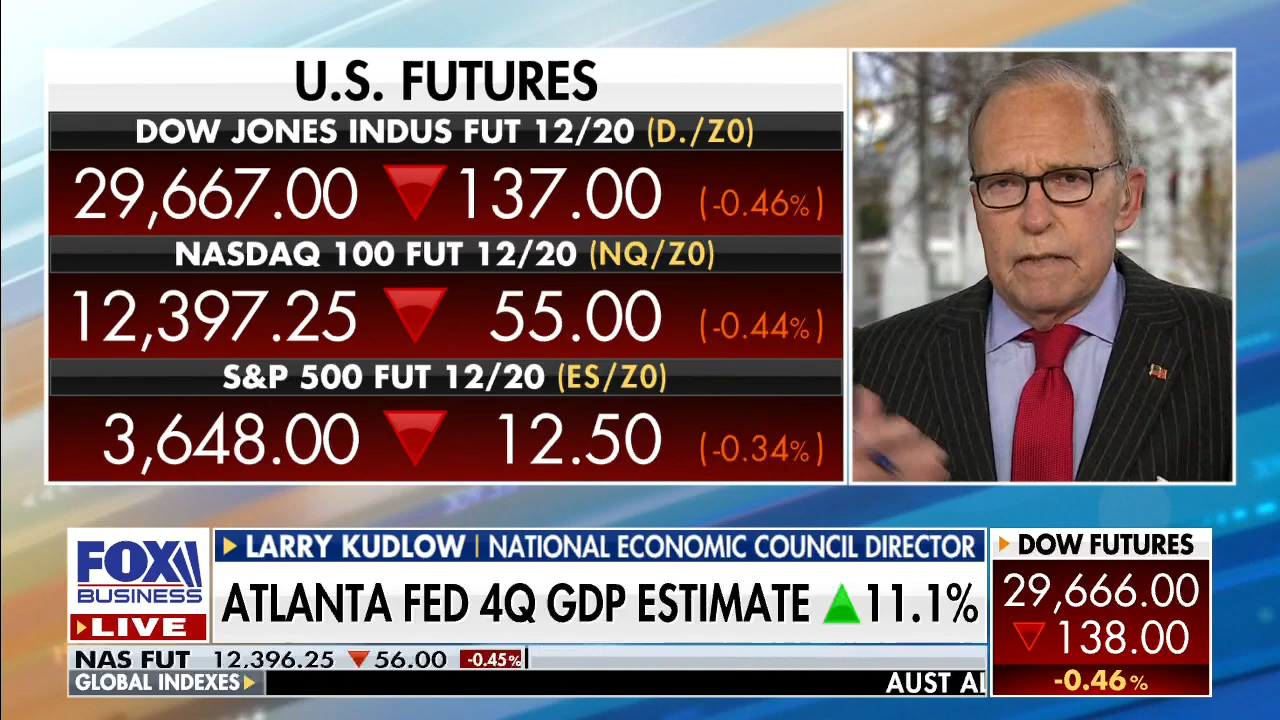 U.S. FUTURES
DOW JONES INDUS FUT 12/20 (D./Z0)
29,667.00 ▼ 137.00 (-0.46%)
NASDAQ 100 FUT 12/20 (NQ/Z0)
12,397.25 ▼ 55.00 (-0.44%)
S&P 500 FUT 12/20 (ES/Z0)
3,648.00 ▼ 12.50 (-0.34%)
FOX
BUSINESS
LIVE
LARRY KUDLOW | NATIONAL ECONOMIC COUNCIL DIRECTOR
ATLANTA FED 4Q GDP ESTIMATE ▲ 11.1%
DOW FUTURES
29,666.00
▼ 138.00
-0.46%
NAS FUT 12,396.25 ▼ 56.00 -0.45%
GLOBAL INDEXES
AUST